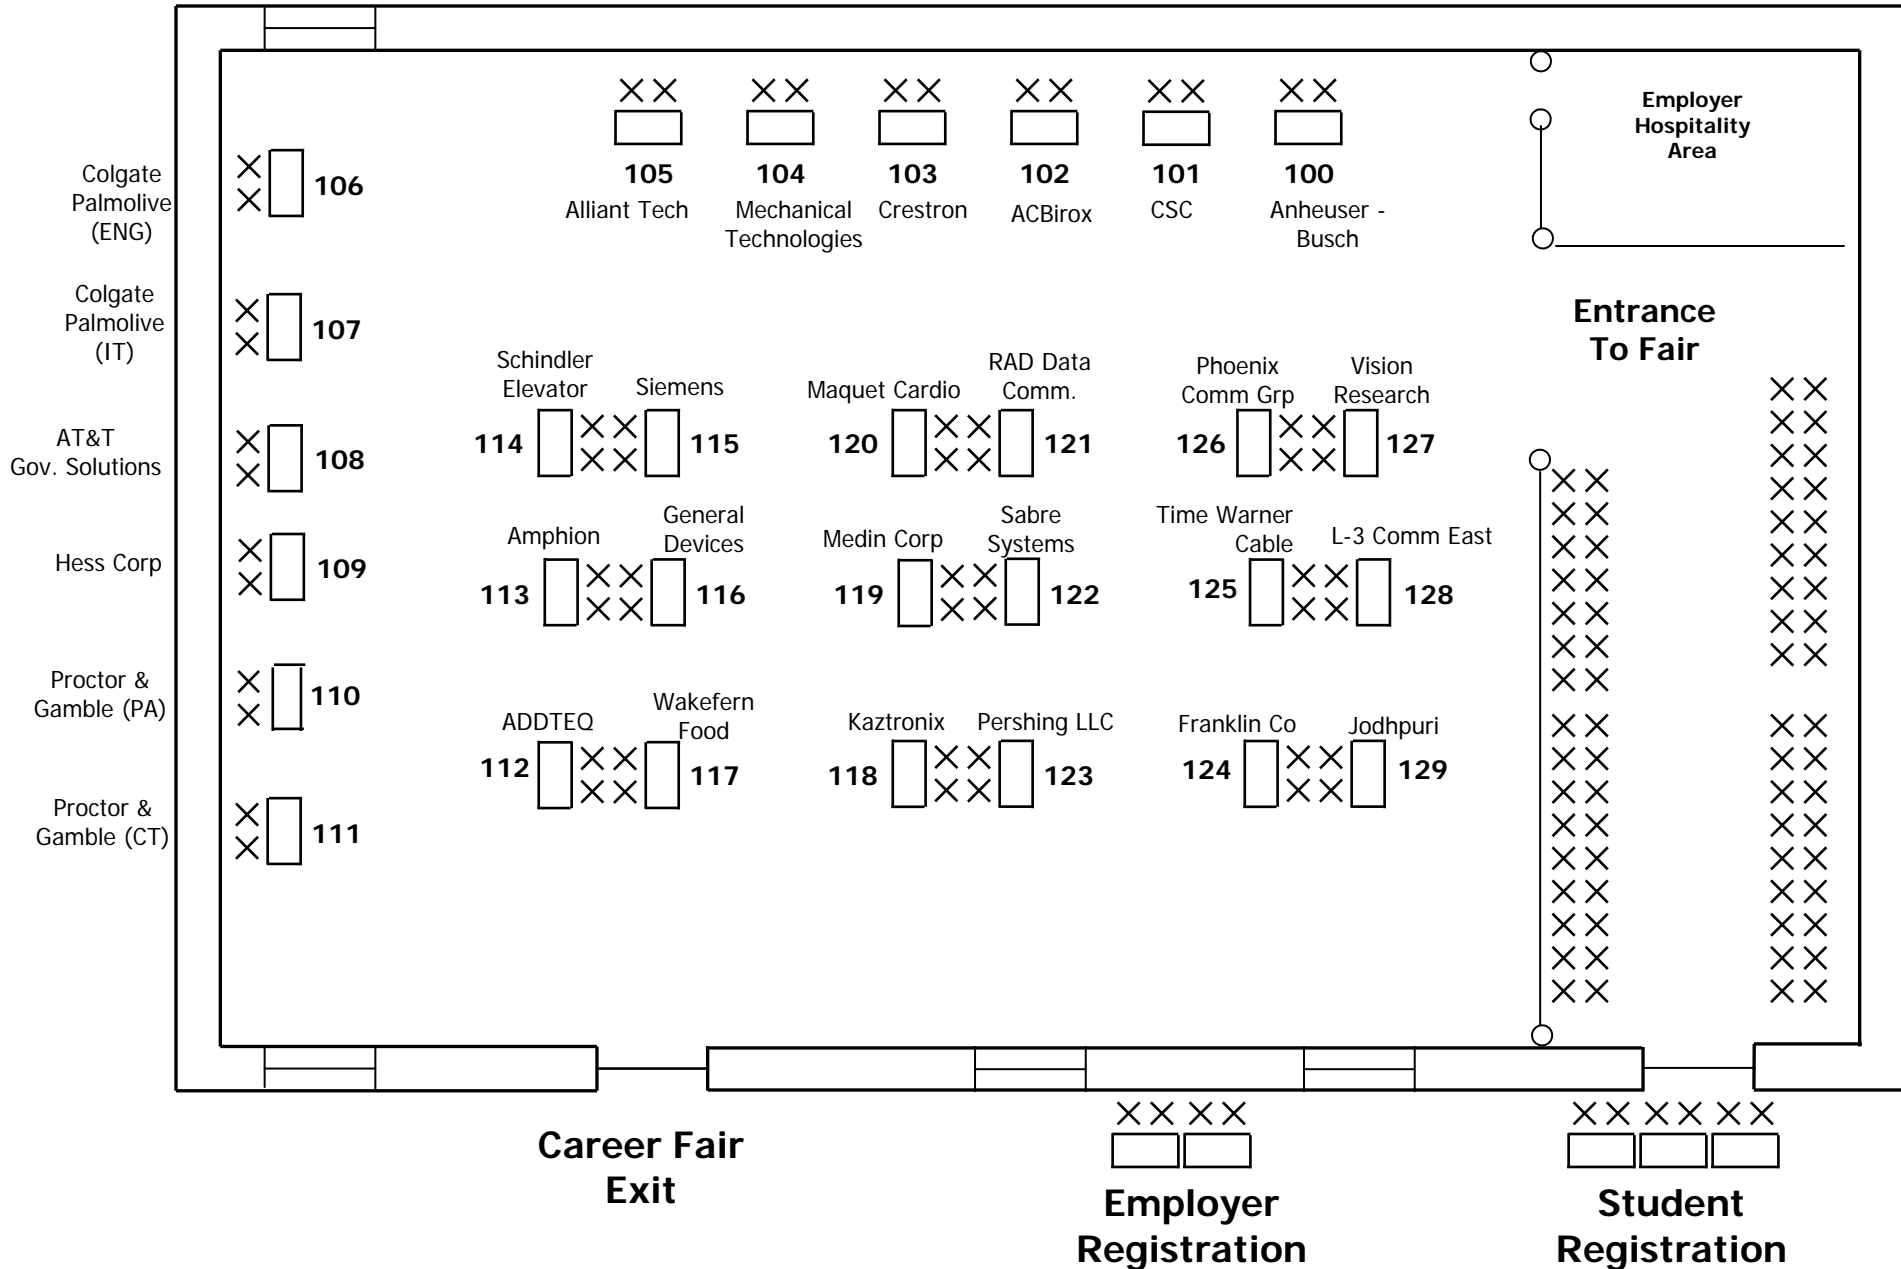 Employer
Hospitality
Area
105
104
103
102
101
100
Alliant Tech
Mechanical
Technologies
Crestron
ACBirox
CSC
Anheuser -
Busch
Colgate
Palmolive
(ENG)
106
Colgate
Palmolive
(IT)
107
AT&T
Gov. Solutions
108
Hess Corp
109
Proctor &
Gamble (PA)
110
Proctor &
Gamble (CT)
111
Entrance
To Fair
Schindler
Elevator
114
Siemens
115
Maquet Cardio
120
RAD Data
Comm.
121
Phoenix
Comm Grp
126
Vision
Research
127
Amphion
113
General
Devices
116
Medin Corp
119
Sabre
Systems
122
Time Warner
Cable
125
L-3 Comm East
128
ADDTEQ
112
Wakefern
Food
117
Kaztronix
118
Pershing LLC
123
Franklin Co
124
Jodhpuri
129
Career Fair
Exit
Employer
Registration
Student
Registration